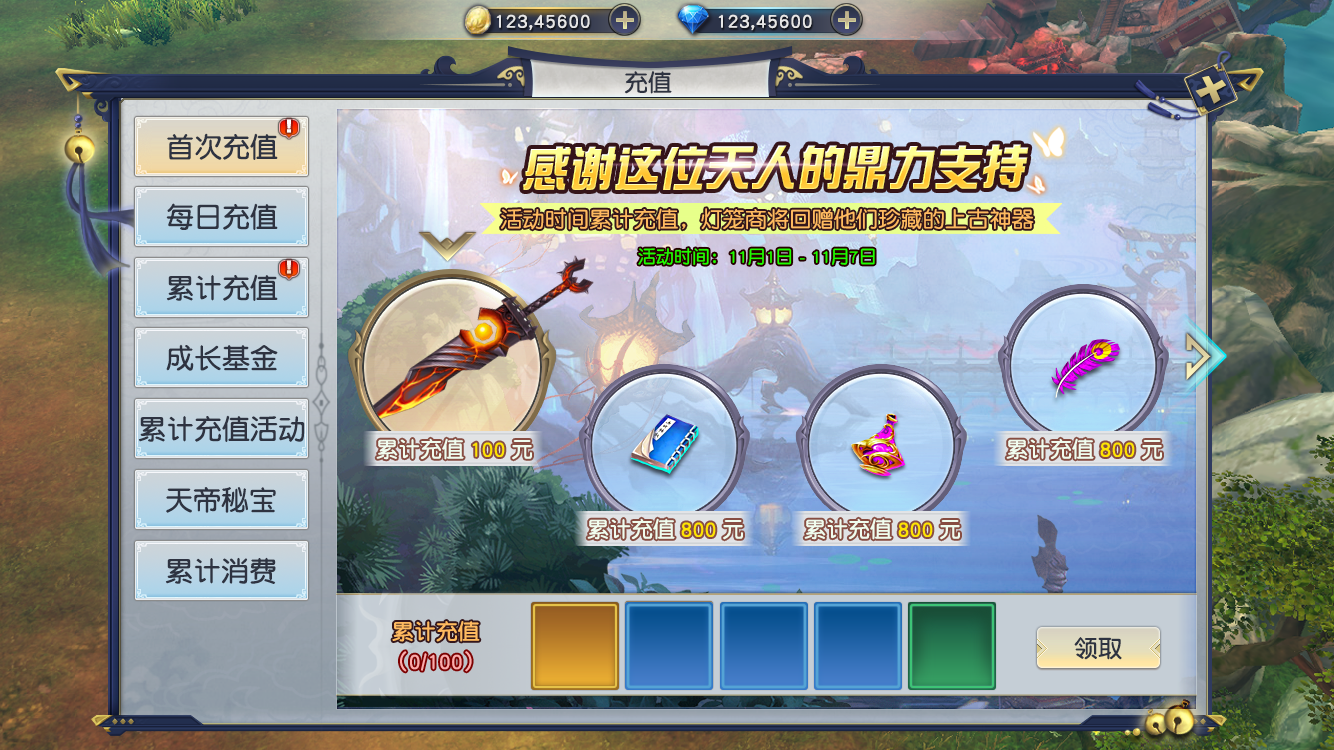 123,45600
123,45600
充值
首次充值
每日充值
累计充值
成长基金
累计充值活动
天帝秘宝
累计消费
感谢这位天人的鼎力支持
活动时间累计充值，灯笼商将回赠他们珍藏的上古神器
活动时间：11月1日 - 11月7日
累计充值 100 元
累计充值 800 元
累计充值 800 元
累计充值 800 元
累计充值
(0/100)
领取